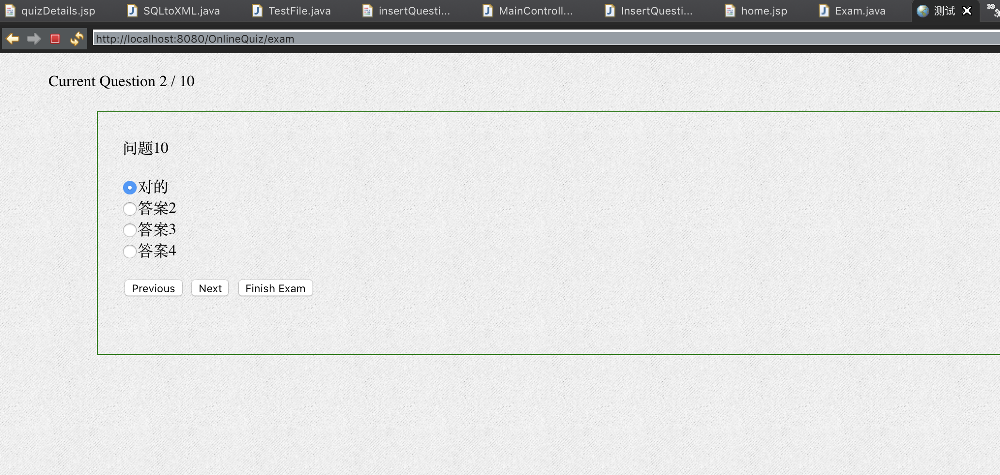 quizDetails.jsp SQLtoXML.java TestFile.java insertQuesti... MainControll... InsertQuesti... home.jsp Exam.java 测试
http://localhost:8080/OnlineQuiz/exam
Current Question 2 / 10
问题10
对的
答案2
答案3
答案4
Previous Next Finish Exam